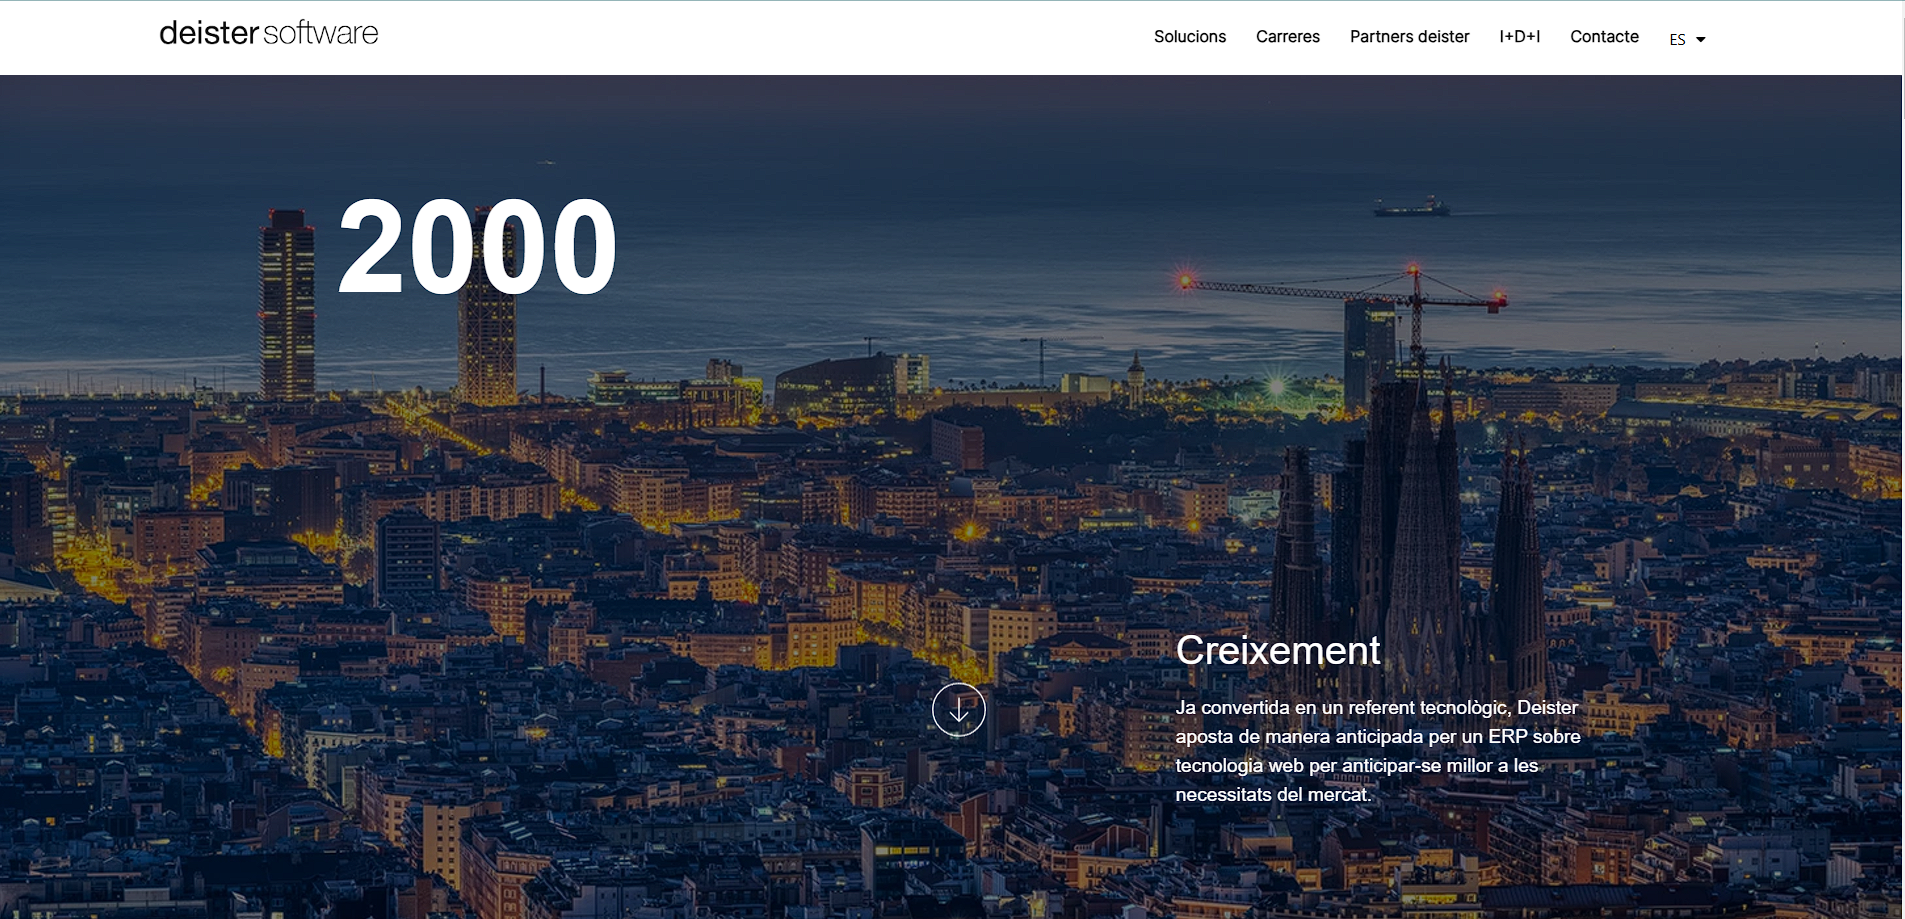 deister software
Solucions Carreres Partners deister I+D+I Contacte ES
2000
Creixement
Ja convertida en un referent tecnològic, Deister
aposta de manera anticipada per un ERP sobre
tecnologia web per anticipar-se millor a les
necessitats del mercat.